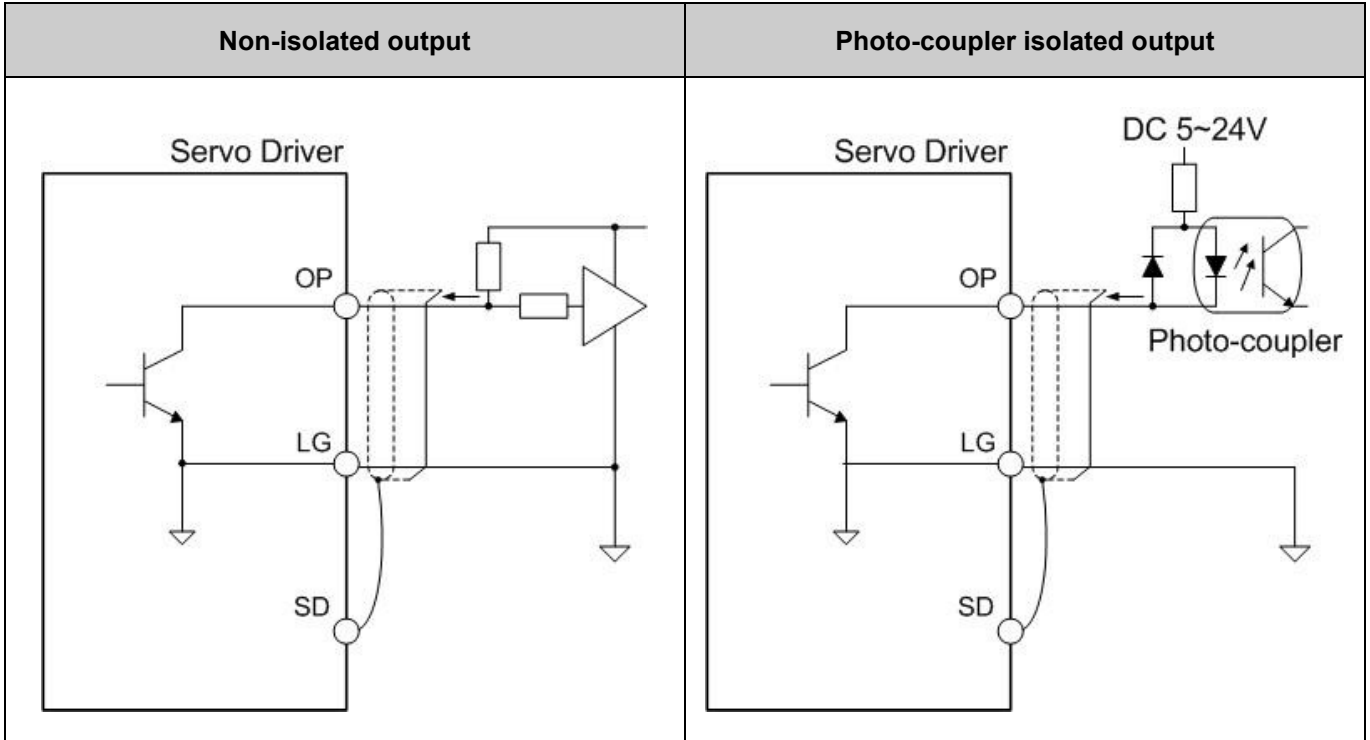 Non-isolated output
Photo-coupler isolated output
Servo Driver
OP
LG
SD
DC 5~24V
Servo Driver
OP
Photo-coupler
LG
SD